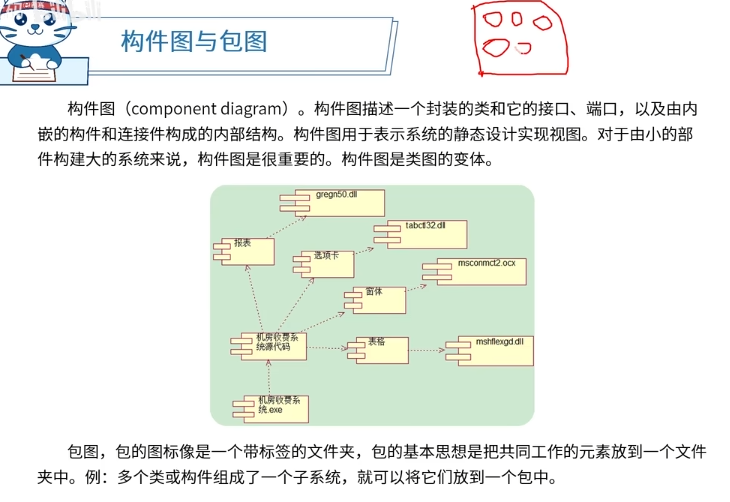 构件图与包图
构件图（component diagram）。构件图描述一个封装的类和它的接口、端口，以及由内
嵌的构件和连接件构成的内部结构。构件图用于表示系统的静态设计实现视图。对于由小的部
件构建大的系统来说，构件图是很重要的。构件图是类图的变体。
gregn50.dll
tabctl32.dll
报表
选项卡
msconmct2.ocx
窗体
机房收费系
统源代码
表格
mshflexgd.dll
机房收费系
统.exe
包图，包的图标像是一个带标签的文件夹，包的基本思想是把共同工作的元素放到一个文件
夹中。例：多个类或构件组成了一个子系统，就可以将它们放到一个包中。